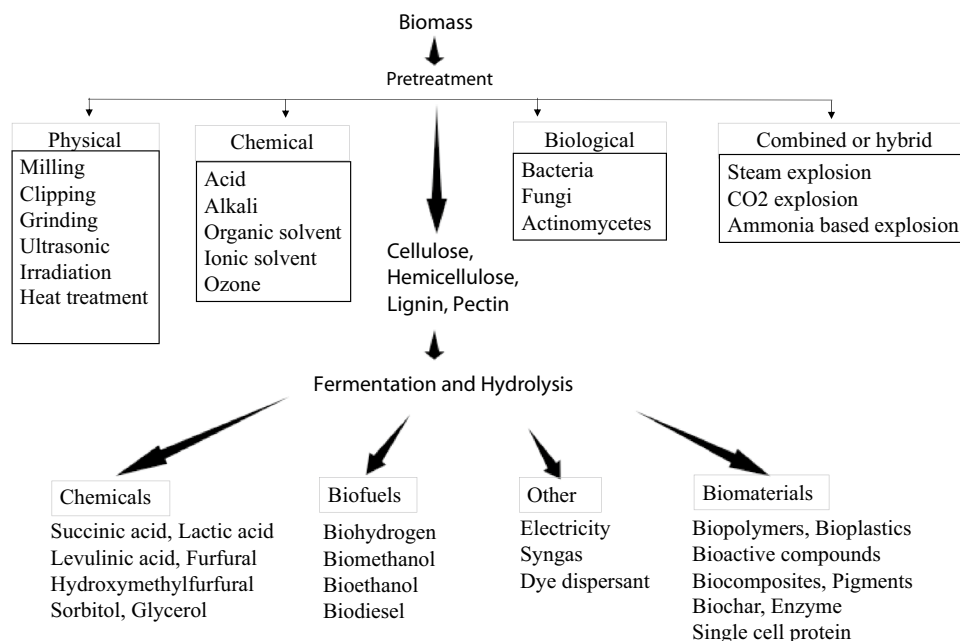 Biomass
Pretreatment
Physical
Milling
Clipping
Grinding
Ultrasonic
Irradiation
Heat treatment
Chemical
Acid
Alkali
Organic solvent
Ionic solvent
Ozone
Biological
Bacteria
Fungi
Actinomycetes
Combined or hybrid
Steam explosion
CO2 explosion
Ammonia based explosion
Cellulose,
Hemicellulose,
Lignin, Pectin
Fermentation and Hydrolysis
Chemicals
Succinic acid, Lactic acid
Levulinic acid, Furfural
Hydroxymethylfurfural
Sorbitol, Glycerol
Biofuels
Biohydrogen
Biomethanol
Bioethanol
Biodiesel
Other
Electricity
Syngas
Dye dispersant
Biomaterials
Biopolymers, Bioplastics
Bioactive compounds
Biocomposites, Pigments
Biochar, Enzyme
Single cell protein